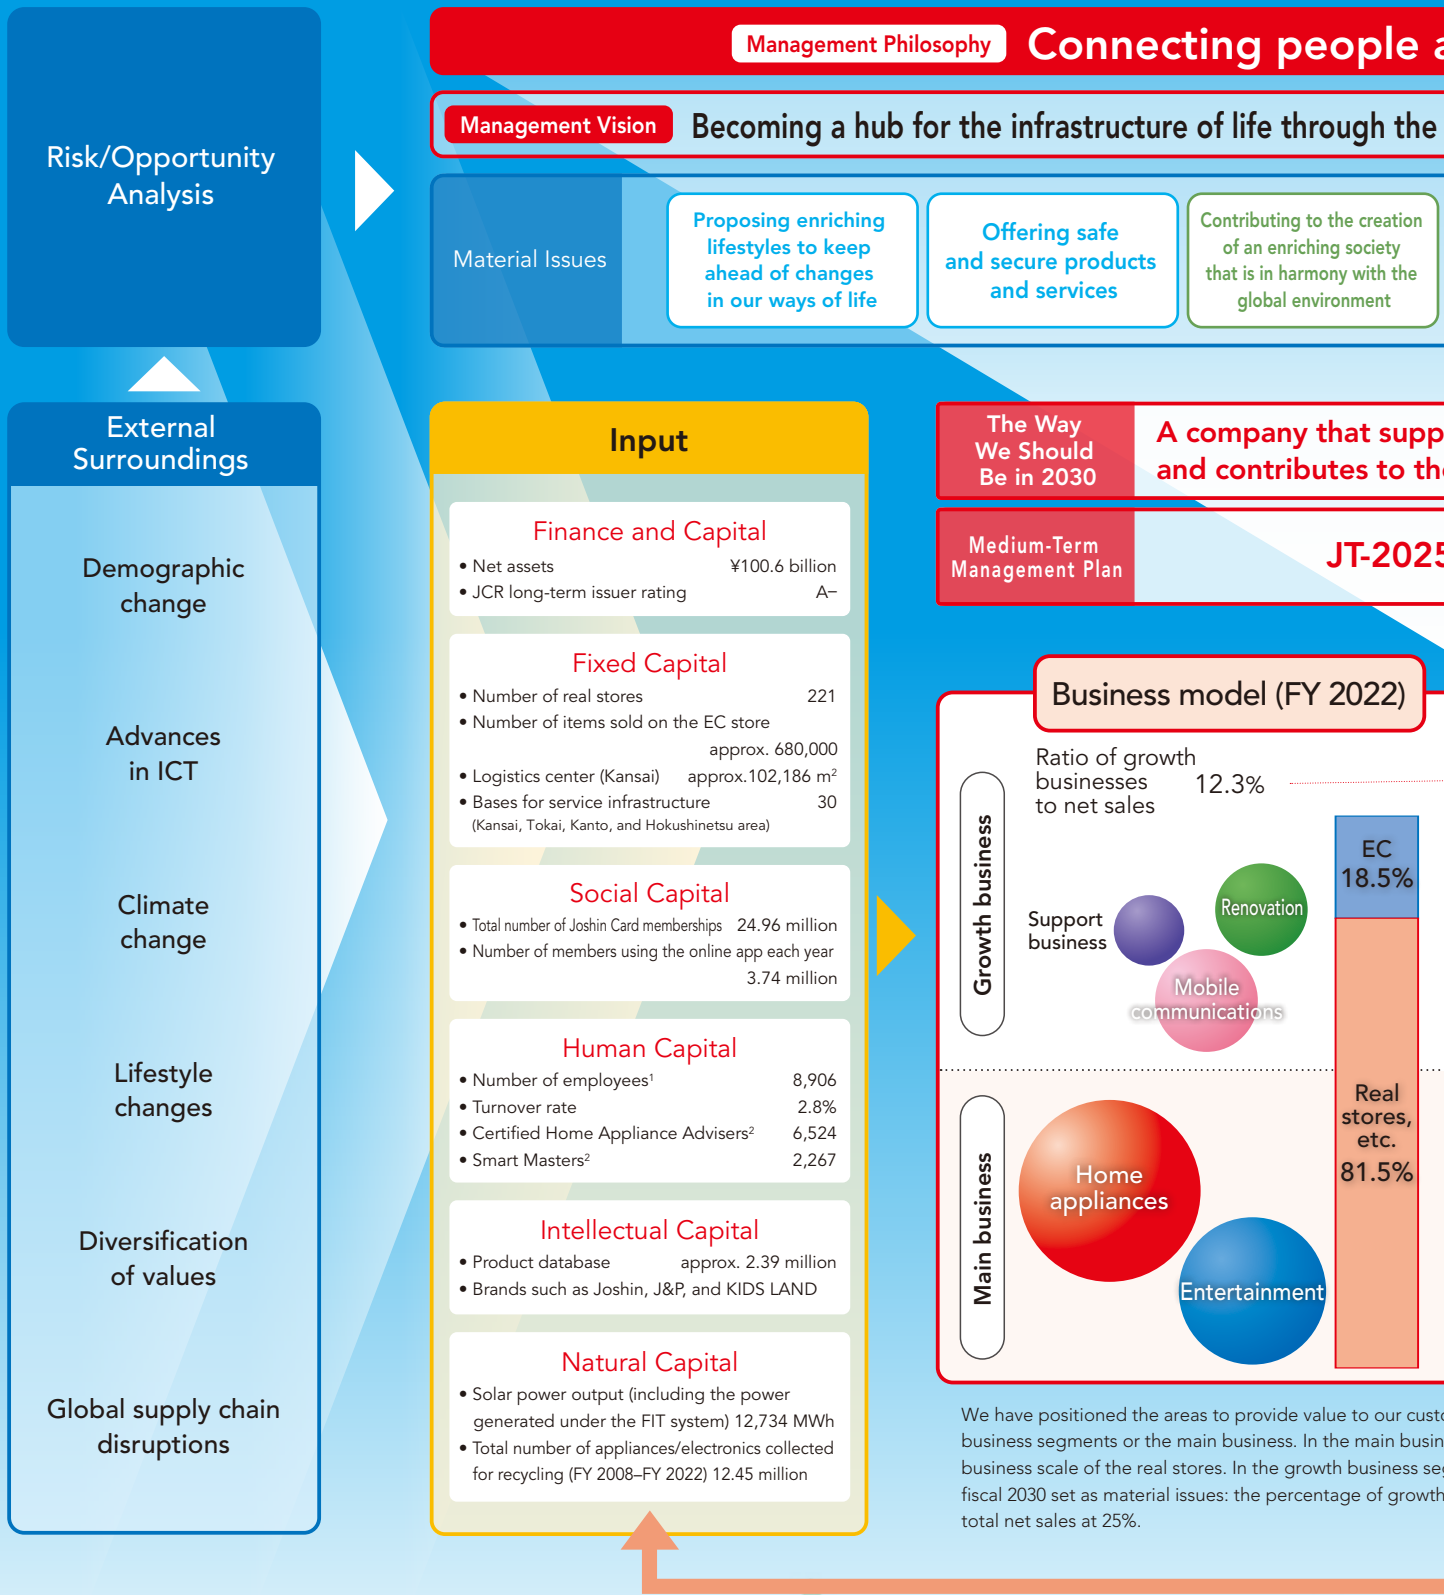 Risk/Opportunity
Analysis
External
Surroundings
Demographic
change
Advances
in ICT
Climate
change
Lifestyle
changes
Diversification
of values
Global supply chain
disruptions
Management Philosophy Connecting people a
Management Vision Becoming a hub for the infrastructure of life through the
Material Issues
Proposing enriching
lifestyles to keep
ahead of changes
in our ways of life
Offering safe
and secure products
and services
Contributing to the creation
of an enriching society
that is in harmony with the
global environment
Input
Finance and Capital
• Net assets ¥100.6 billion
• JCR long-term issuer rating A−
Fixed Capital
• Number of real stores 221
• Number of items sold on the EC store
approx. 680,000
• Logistics center (Kansai) approx.102,186 m²
• Bases for service infrastructure 30
(Kansai, Tokai, Kanto, and Hokushinetsu area)
Social Capital
• Total number of Joshin Card memberships 24.96 million
• Number of members using the online app each year
3.74 million
Human Capital
• Number of employees¹ 8,906
• Turnover rate 2.8%
• Certified Home Appliance Advisers² 6,524
• Smart Masters² 2,267
Intellectual Capital
• Product database approx. 2.39 million
• Brands such as Joshin, J&P, and KIDS LAND
Natural Capital
• Solar power output (including the power
generated under the FIT system) 12,734 MWh
• Total number of appliances/electronics collected
for recycling (FY 2008–FY 2022) 12.45 million
The Way
We Should
Be in 2030
A company that supp
and contributes to the
Medium-Term
Management Plan
JT-2025
Business model (FY 2022)
Growth business
Ratio of growth
businesses
to net sales
12.3%
Support
business
Renovation
Mobile
communications
EC
18.5%
Main business
Home
appliances
Entertainment
Real
stores,
etc.
81.5%
We have positioned the areas to provide value to our custo
business segments or the main business. In the main busin
business scale of the real stores. In the growth business seg
fiscal 2030 set as material issues: the percentage of growth
total net sales at 25%.